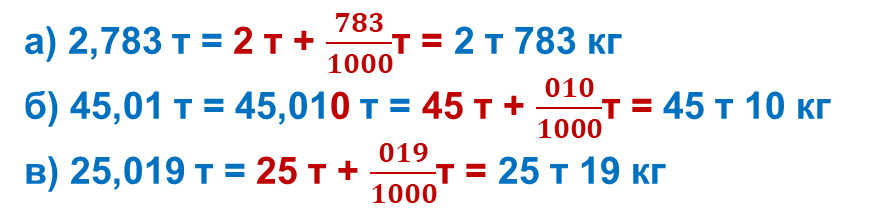 а) 2,783 т = 2 т + 783/1000 т = 2 т 783 кг
б) 45,01 т = 45,010 т = 45 т + 010/1000 т = 45 т 10 кг
в) 25,019 т = 25 т + 019/1000 т = 25 т 19 кг